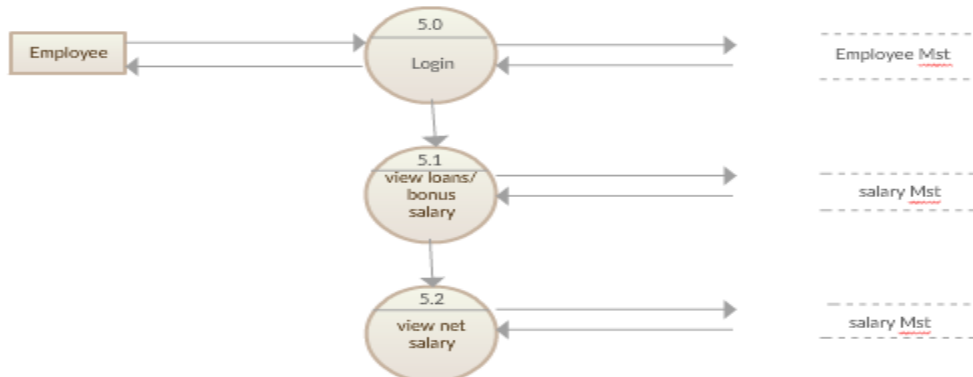 5.0
Employee
Login
Employee Mst
5.1
view loans/
bonus
salary
salary Mst
5.2
view net
salary
salary Mst